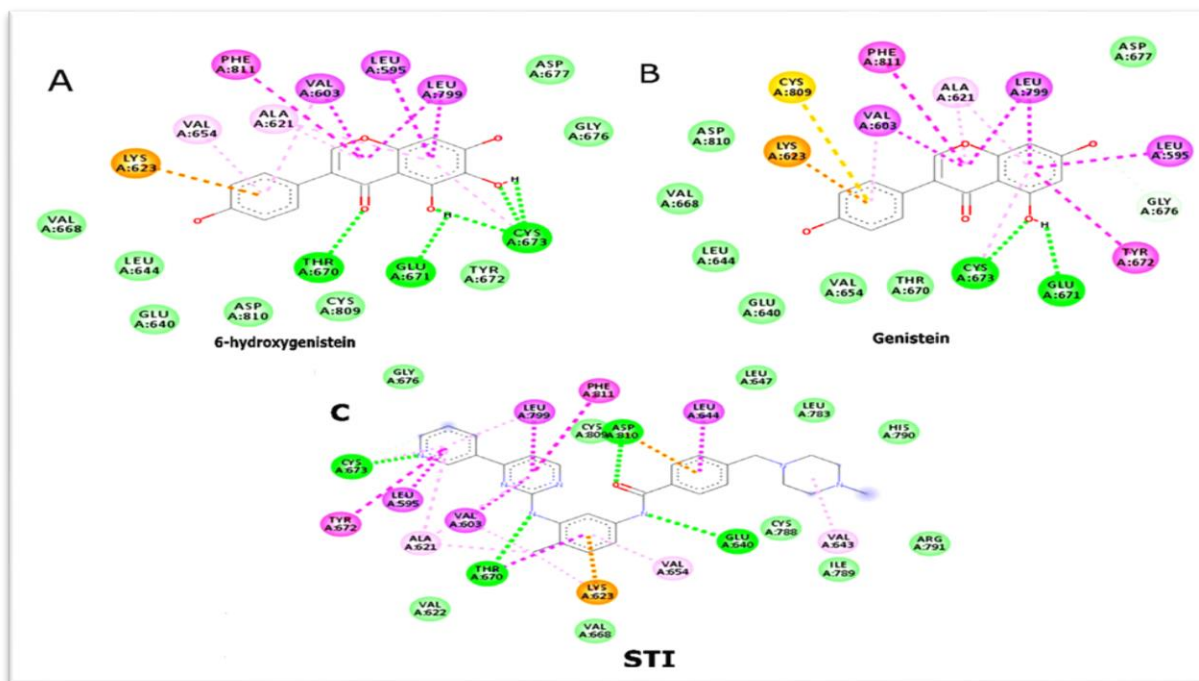 A
PHE
A:811
VAL
A:603
LEU
A:595
LEU
A:799
ASP
A:677
VAL
A:654
ALA
A:621
GLY
A:676
LYS
A:623
O
O
H
O
O
O
H
VAL
A:668
CYS
A:673
THR
A:670
GLU
A:671
TYR
A:672
LEU
A:644
GLU
A:640
ASP
A:810
CYS
A:809
6-hydroxygenistein
B
PHE
A:811
ASP
A:677
CYS
A:809
ALA
A:621
LEU
A:799
VAL
A:603
ASP
A:810
LYS
A:623
O
O
LEU
A:595
VAL
A:668
GLY
A:676
O
O
O
H
LEU
A:644
CYS
A:673
TYR
A:672
VAL
A:654
THR
A:670
GLU
A:671
GLU
A:640
Genistein
C
GLY
A:676
PHE
A:811
LEU
A:647
LEU
A:799
LEU
A:644
LEU
A:783
CYS
A:809
ASP
A:810
HIS
A:790
CYS
A:673
N
N
N
O
N
N
LEU
A:595
TYR
A:672
VAL
A:603
N
N
ALA
A:621
GLU
A:640
CYS
A:788
VAL
A:643
ARG
A:791
THR
A:670
VAL
A:654
ILE
A:789
LYS
A:623
VAL
A:622
VAL
A:668
STI